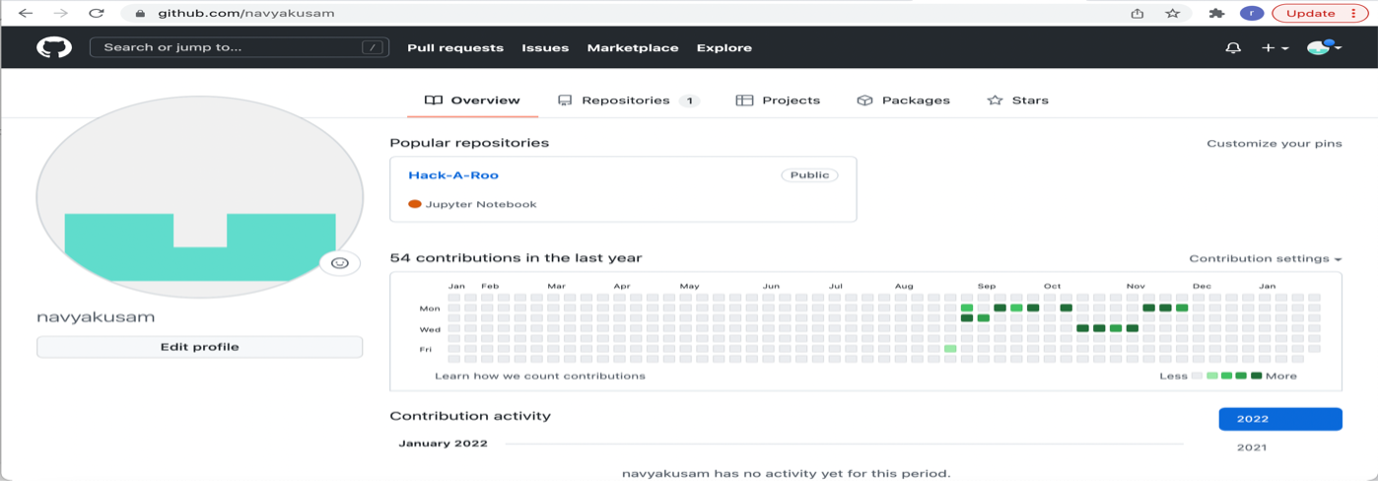 github.com/navyakusam
r
Update
Search or jump to...
/
Pull requests Issues Marketplace Explore
Overview Repositories 1 Projects Packages Stars
Popular repositories
Customize your pins
Hack-A-Roo
Public
Jupyter Notebook
54 contributions in the last year
Contribution settings
Jan Feb Mar Apr May Jun Jul Aug Sep Oct Nov Dec Jan
Mon
Wed
Fri
Learn how we count contributions
Less More
navyakusam
Edit profile
Contribution activity
2022
January 2022
2021
navyakusam has no activity yet for this period.